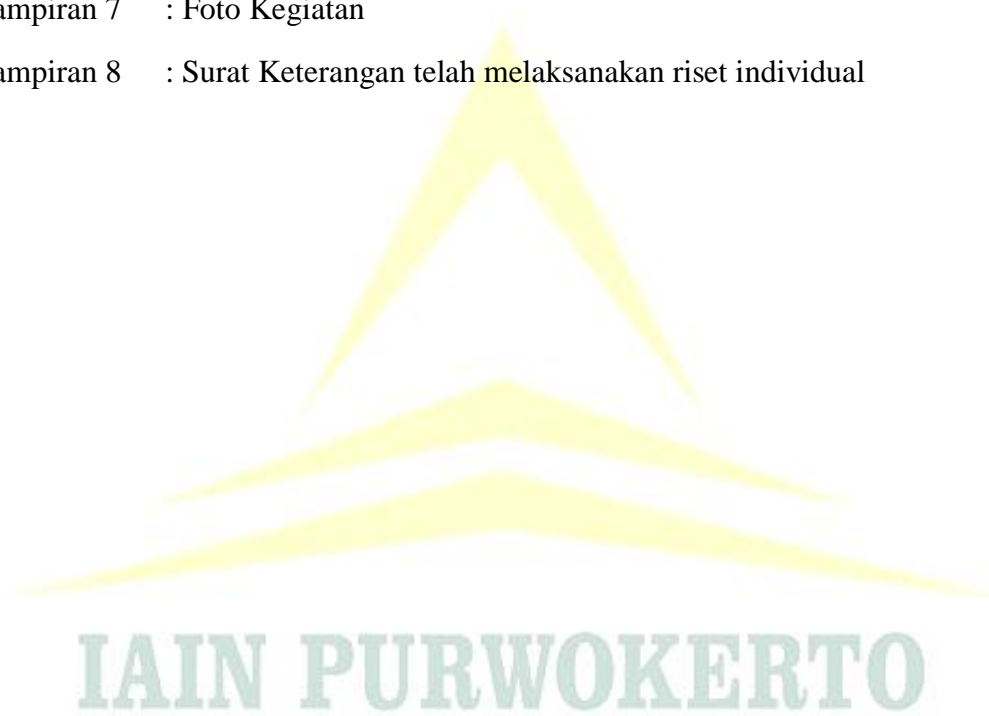 ampiran 7 : Foto Kegiatan
ampiran 8 : Surat Keterangan telah melaksanakan riset individual
IAIN PURWOKERTO